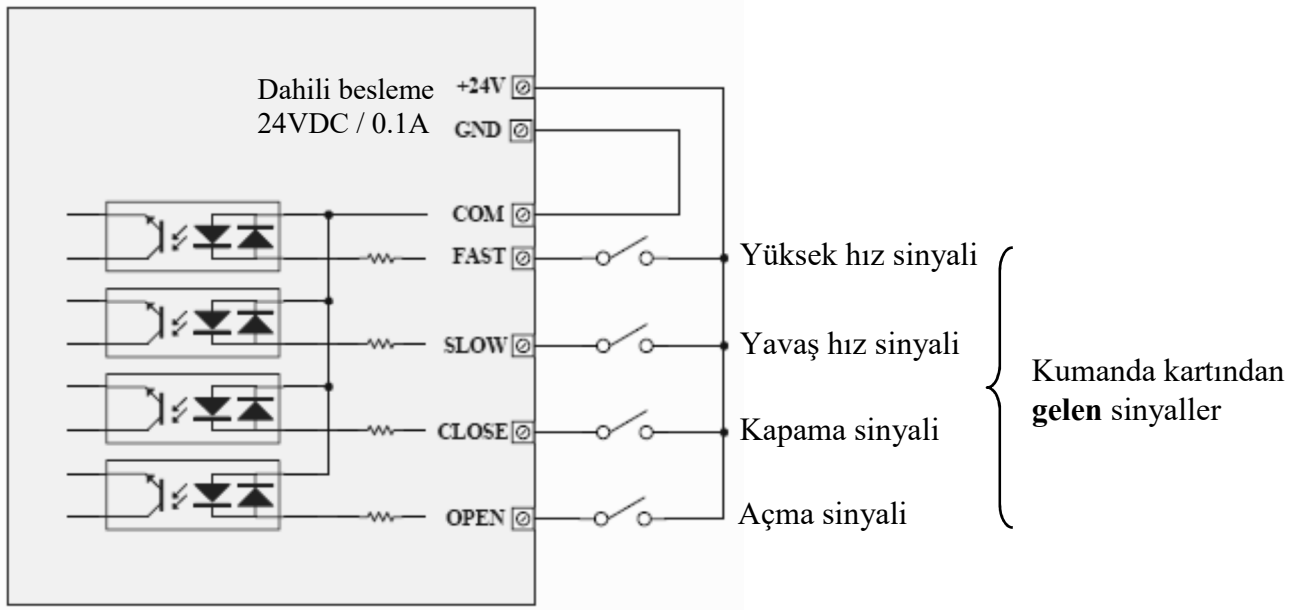 Dahili besleme
24VDC / 0.1A
+24V
GND
COM
FAST
SLOW
CLOSE
OPEN
Yüksek hız sinyali
Yavaş hız sinyali
Kapama sinyali
Açma sinyali
Kumanda kartından
gelen sinyaller